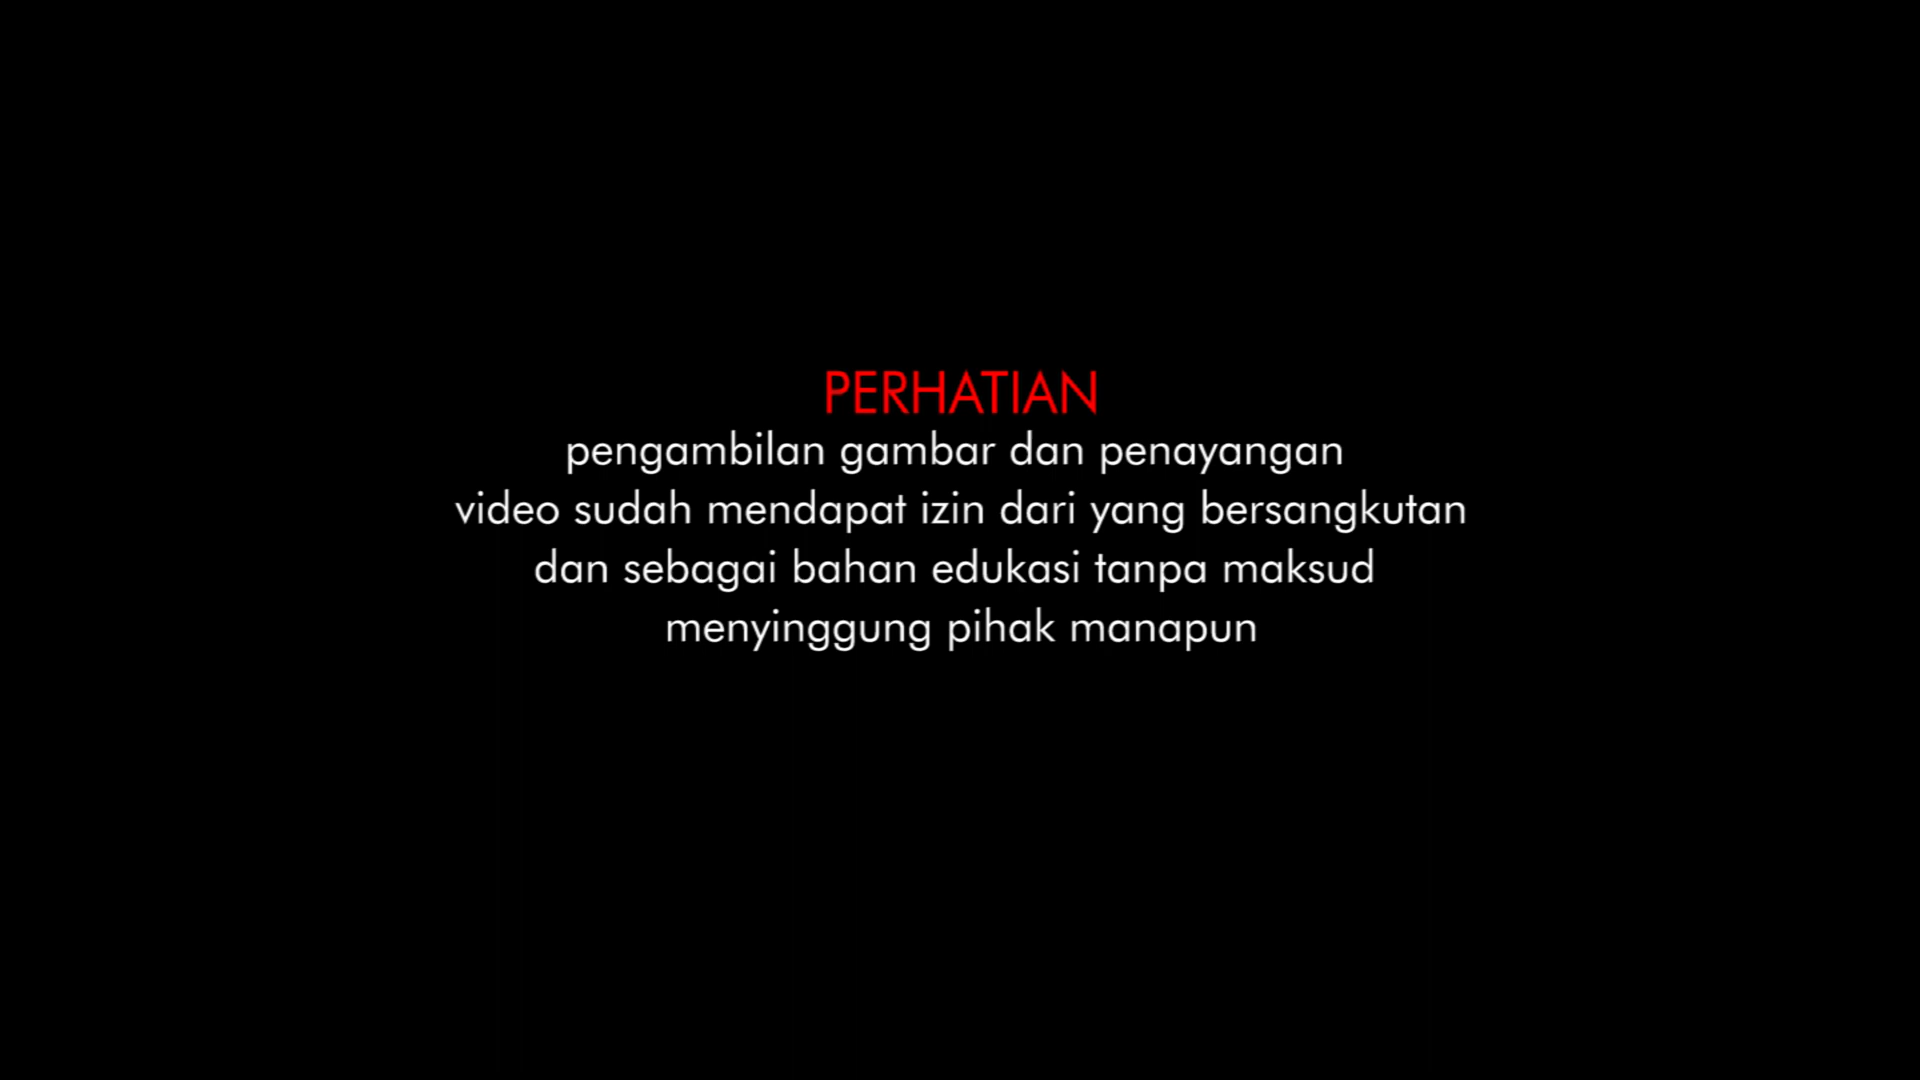 PERHATIAN
pengambilan gambar dan penayangan
video sudah mendapat izin dari yang bersangkutan
dan sebagai bahan edukasi tanpa maksud
menyinggung pihak manapun